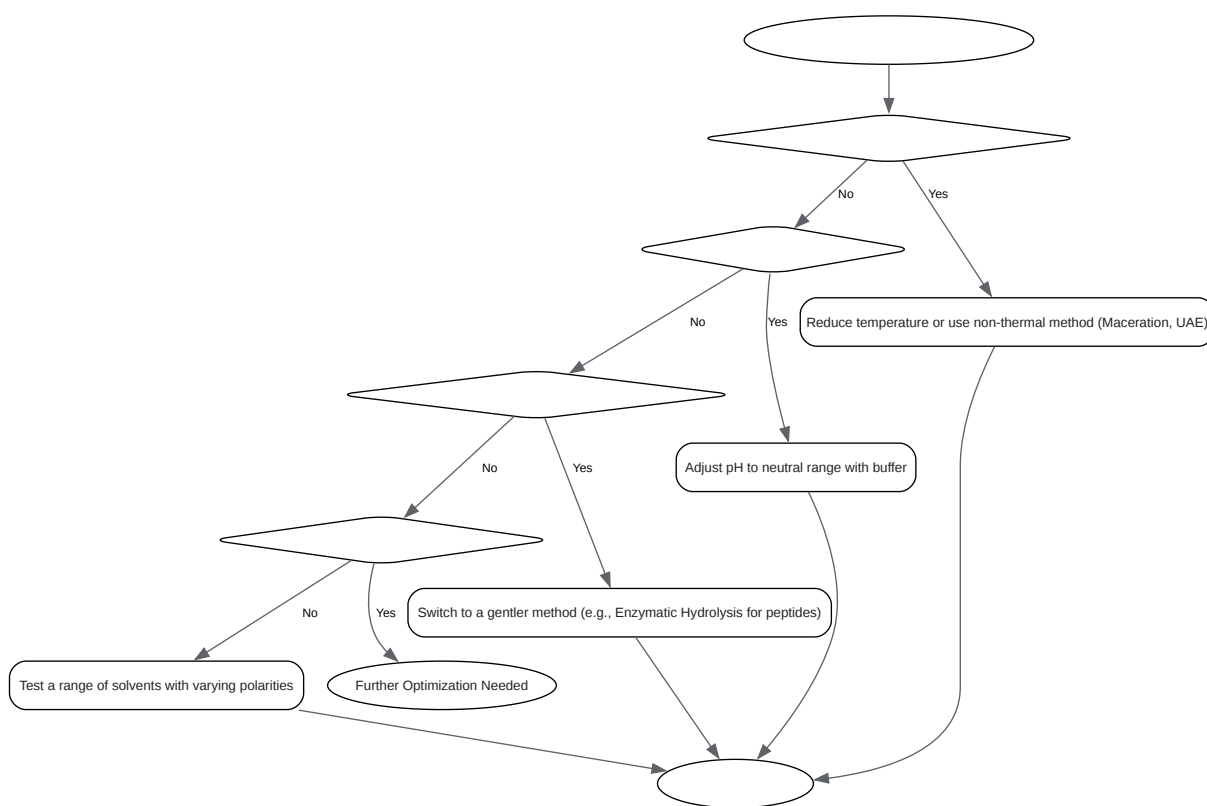 No
Yes
Reduce temperature or use non-thermal method (Maceration, UAE)
No
Yes
Adjust pH to neutral range with buffer
No
Yes
Switch to a gentler method (e.g., Enzymatic Hydrolysis for peptides)
No
Yes
Test a range of solvents with varying polarities
Further Optimization Needed